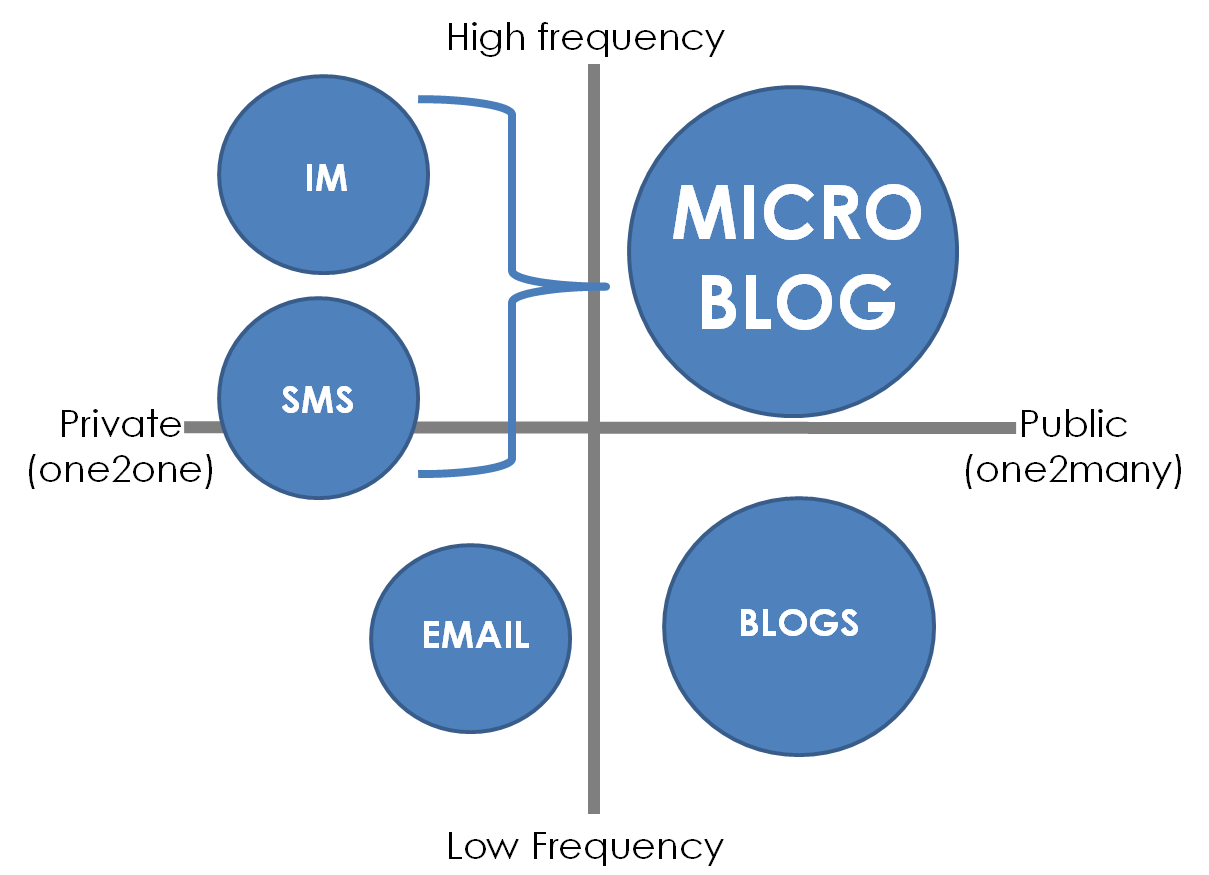 High frequency
IM
MICRO
BLOG
SMS
Private
(one2one)
Public
(one2many)
EMAIL
BLOGS
Low Frequency